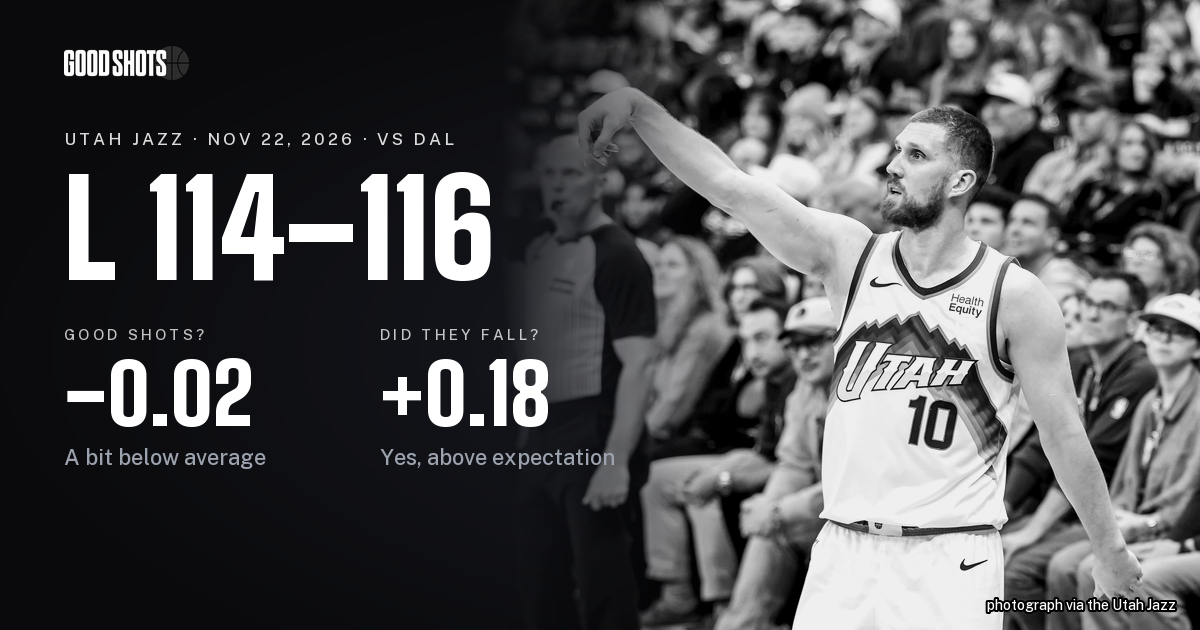 GOOD SHOTS
UTAH JAZZ · NOV 22, 2026 · VS DAL
L 114–116
GOOD SHOTS?
DID THEY FALL?
−0.02
+0.18
A bit below average
Yes, above expectation
Health
Equity
UTAH
10
photograph via the Utah Jazz